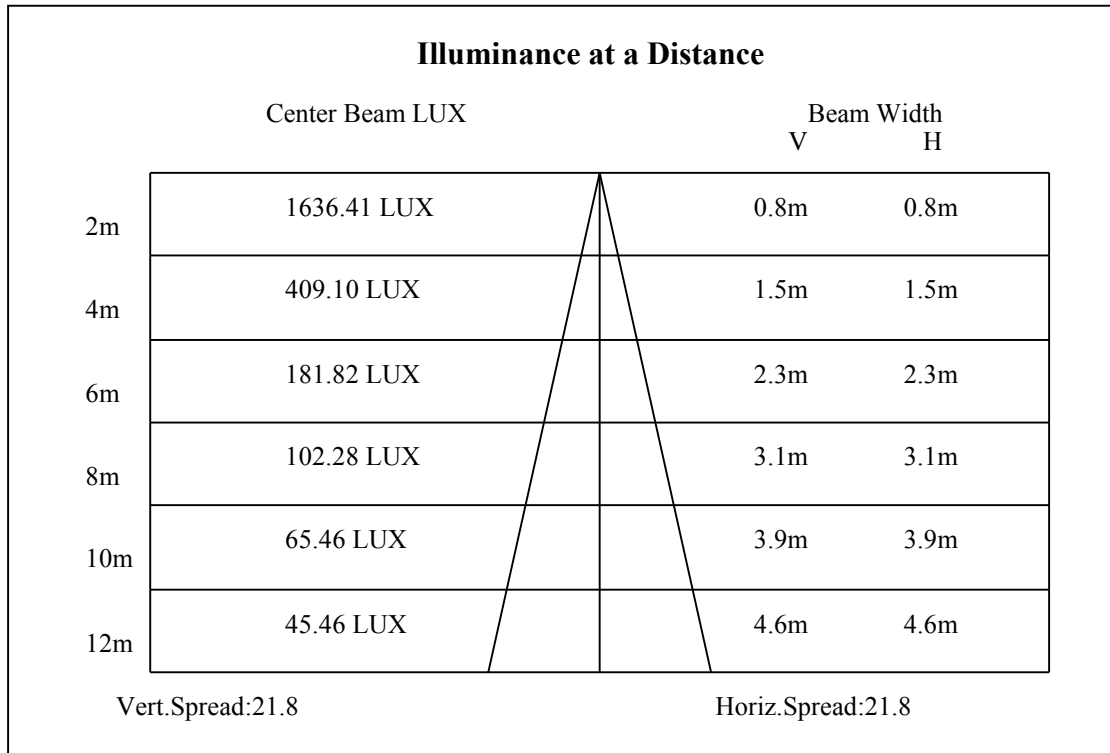 Illuminance at a Distance
Center Beam LUX Beam Width
V H
2m 1636.41 LUX 0.8m 0.8m
4m 409.10 LUX 1.5m 1.5m
6m 181.82 LUX 2.3m 2.3m
8m 102.28 LUX 3.1m 3.1m
10m 65.46 LUX 3.9m 3.9m
12m 45.46 LUX 4.6m 4.6m
Vert.Spread:21.8 Horiz.Spread:21.8